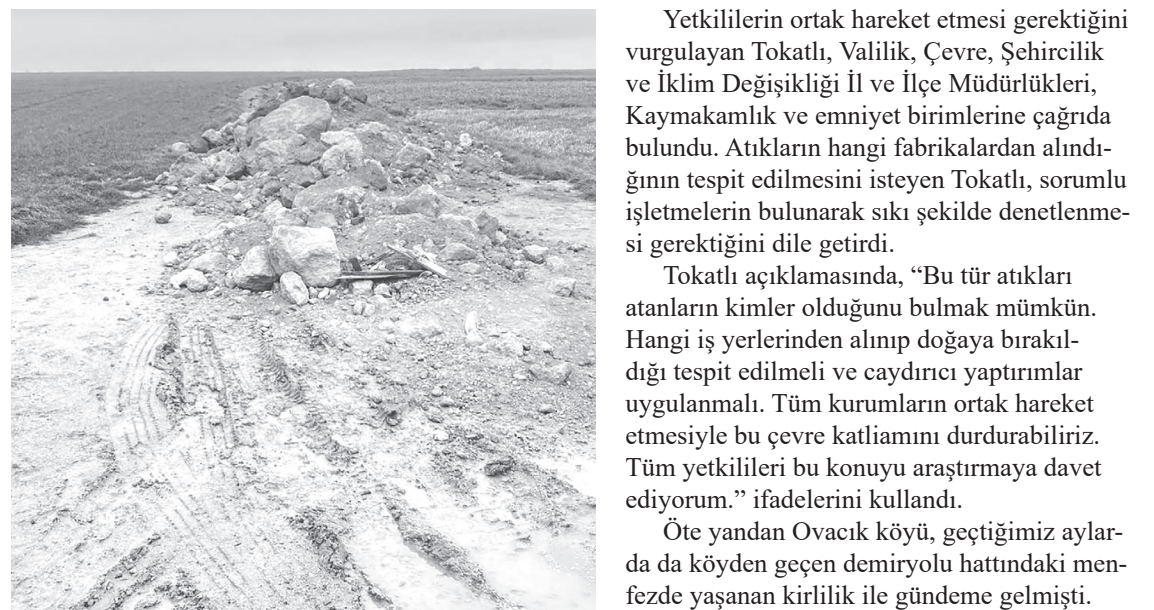 Yetkililerin ortak hareket etmesi gerektiğini
vurgulayan Tokatlı, Valilik, Çevre, Şehircilik
ve İklim Değişikliği İl ve İlçe Müdürlükleri,
Kaymakamlık ve emniyet birimlerine çağrıda
bulundu. Atıkların hangi fabrikalardan alındı-
ğının tespit edilmesini isteyen Tokatlı, sorumlu
işletmelerin bulunarak sıkı şekilde denetlenme-
si gerektiğini dile getirdi.
Tokatlı açıklamasında, “Bu tür atıkları
atanların kimler olduğunu bulmak mümkün.
Hangi iş yerlerinden alınıp doğaya bırakıl-
dığı tespit edilmeli ve caydırıcı yaptırımlar
uygulanmalı. Tüm kurumların ortak hareket
etmesiyle bu çevre katliamını durdurabiliriz.
Tüm yetkilileri bu konuyu araştırmaya davet
ediyorum.” ifadelerini kullandı.
Öte yandan Ovacık köyü, geçtiğimiz aylar-
da da köyden geçen demiryolu hattındaki men-
fezde yaşanan kirlilik ile gündeme gelmişti.